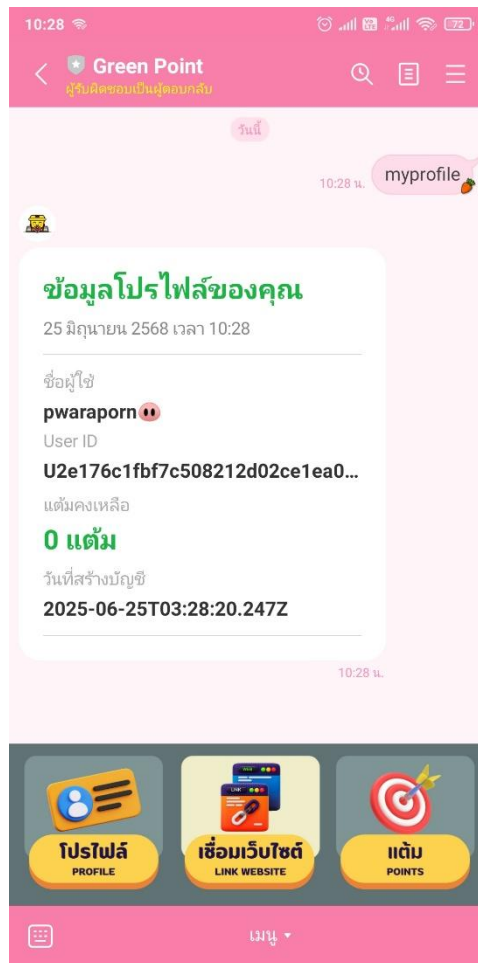 10:28
72
Green Point
ผู้รับผิดชอบเป็นผู้ตอบกลับ
วันนี้
10:28 น.
myprofile
ข้อมูลโปรไฟล์ของคุณ
25 มิถุนายน 2568 เวลา 10:28
ชื่อผู้ใช้
pwaraporn
User ID
U2e176c1fbf7c508212d02ce1ea0...
แต้มคงเหลือ
0 แต้ม
วันที่สร้างบัญชี
2025-06-25T03:28:20.247Z
10:28 น.
โปรไฟล์
PROFILE
เชื่อมเว็บไซต์
LINK WEBSITE
แต้ม
POINTS
เมนู